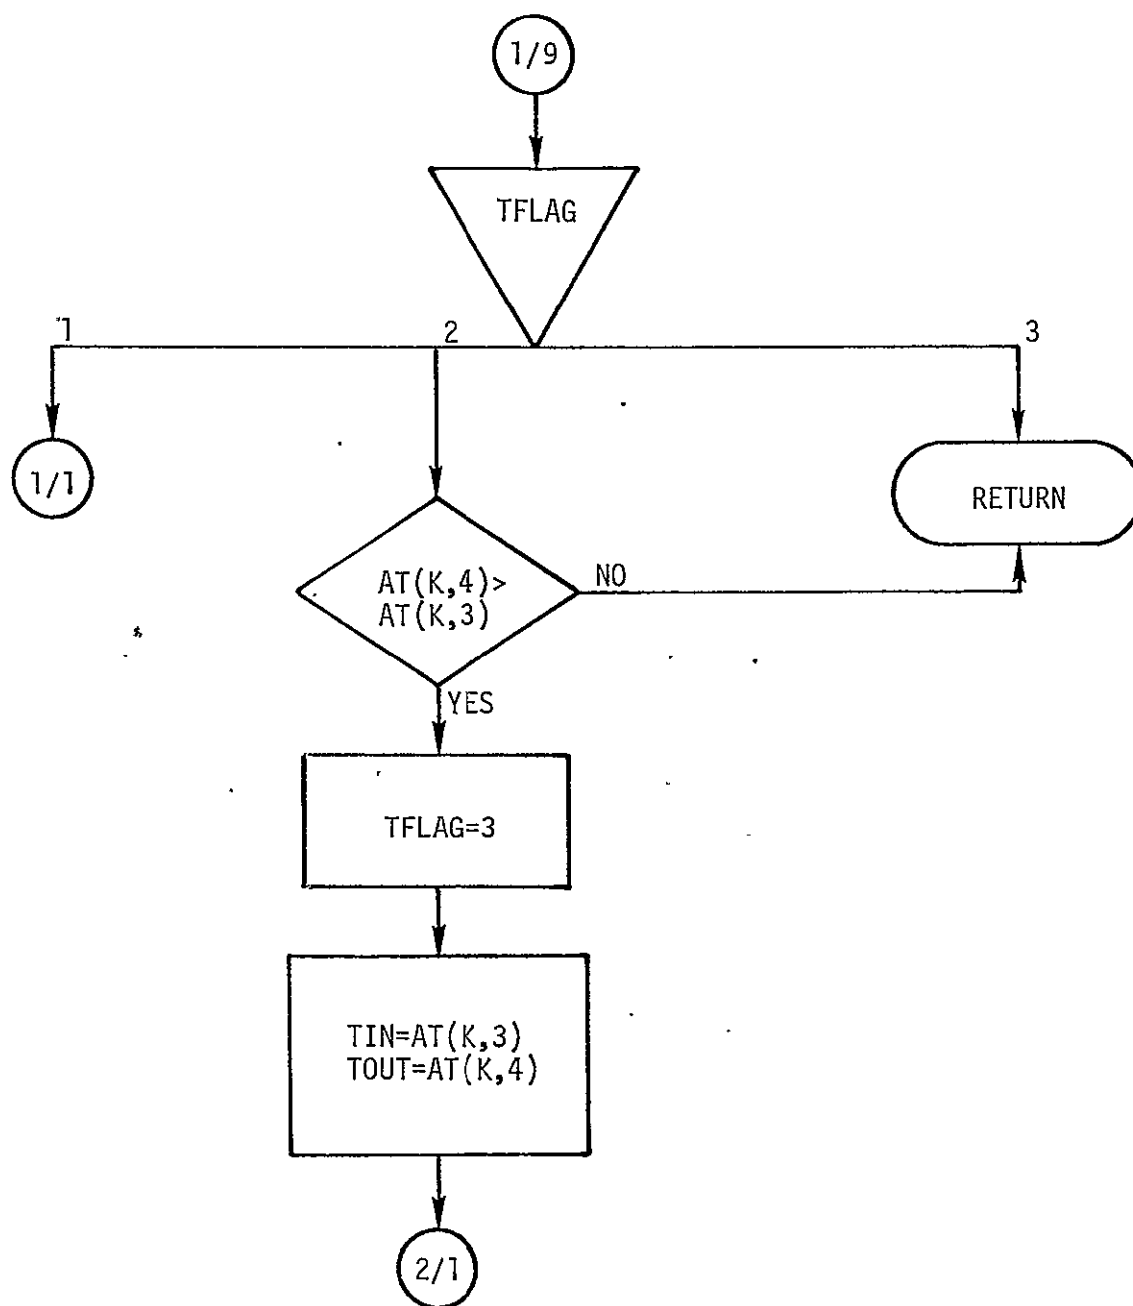 1/9
TFLAG
1
2
3
1/1
RETURN
AT(K,4)>
AT(K,3)
NO
YES
TFLAG=3
TIN=AT(K,3)
TOUT=AT(K,4)
2/1